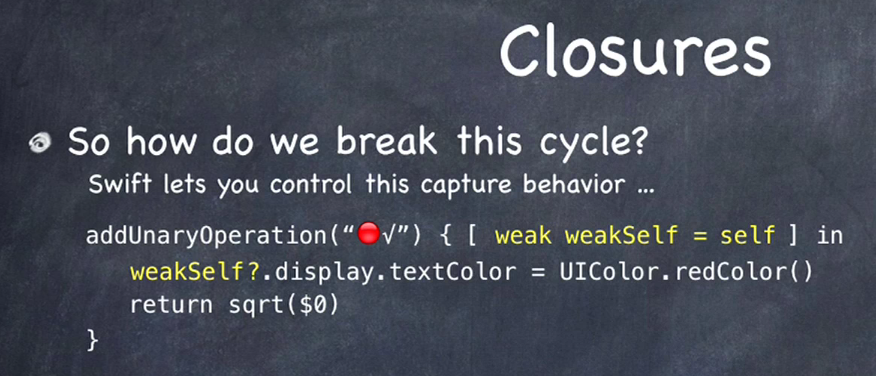 Closures
So how do we break this cycle?
Swift lets you control this capture behavior ...
addUnaryOperation(“🔴√”) { [ weak weakSelf = self ] in
weakSelf?.display.textColor = UIColor.redColor()
return sqrt($0)
}